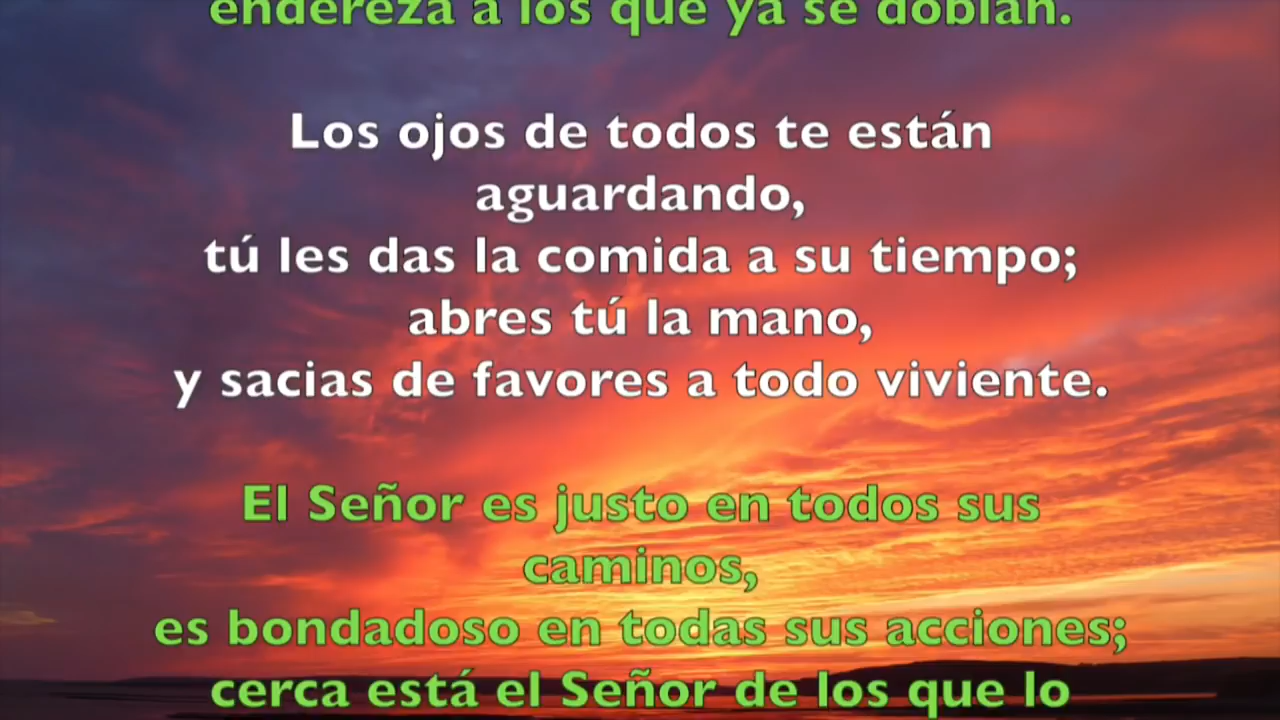 endereza a los que ya se doblan.
Los ojos de todos te están
aguardando,
tú les das la comida a su tiempo;
abres tú la mano,
y sacias de favores a todo viviente.
El Señor es justo en todos sus
caminos,
es bondadoso en todas sus acciones;
cerca está el Señor de los que lo